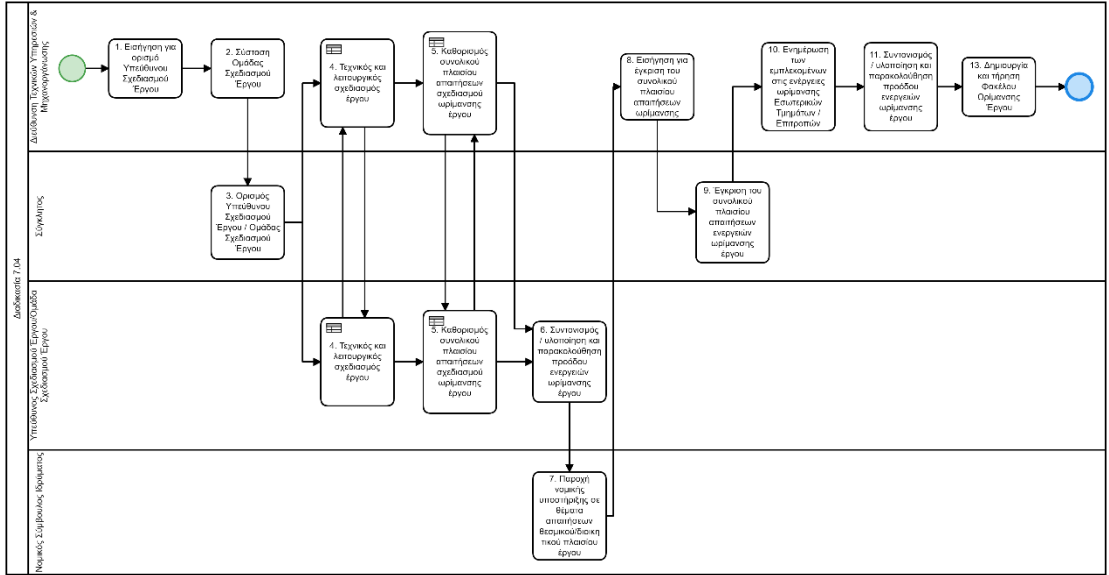 Διαδικασία 7.04
Διεύθυνση Τεχνικών Υπηρεσιών &
Μηχανοργάνωσης
1. Εισήγηση για
ορισμό
Υπεύθυνου
Σχεδιασμού
Έργου
2. Σύσταση
Ομάδας
Σχεδιασμού
Έργου
4. Τεχνικός και
λειτουργικός
σχεδιασμός
έργου
5. Καθορισμός
συνολικού
πλαισίου
απαιτήσεων
σχεδιασμού
ωρίμανσης
έργου
8. Εισήγηση για
έγκριση του
συνολικού
πλαισίου
απαιτήσεων
ωρίμανσης
10. Ενημέρωση
των
εμπλεκομένων
στις ενέργειες
ωρίμανσης
Εσωτερικών
Τμημάτων /
Επιτροπών
11. Συντονισμός
/ υλοποίηση και
παρακολούθηση
προόδου
ενεργειών
ωρίμανσης
έργου
13. Δημιουργία
και τήρηση
Φακέλου
Ωρίμανσης
Έργου
Σύγκλητος
3. Ορισμός
Υπεύθυνου
Σχεδιασμού
Έργου / Ομάδας
Σχεδιασμού
Έργου
9. Έγκριση του
συνολικού
πλαισίου
απαιτήσεων
ενεργειών
ωρίμανσης
έργου
Υπεύθυνος Σχεδιασμού Έργου/Ομάδα
Σχεδιασμού Έργου
4. Τεχνικός και
λειτουργικός
σχεδιασμός
έργου
5. Καθορισμός
συνολικού
πλαισίου
απαιτήσεων
σχεδιασμού
ωρίμανσης
έργου
6. Συντονισμός
/ υλοποίηση και
παρακολούθηση
προόδου
ενεργειών
ωρίμανσης
έργου
Νομικός Σύμβουλος Ιδρύματος
7. Παροχή
νομικής
υποστήριξης σε
θέματα
απαιτήσεων
θεσμικού/διοικη
τικού πλαισίου
έργου